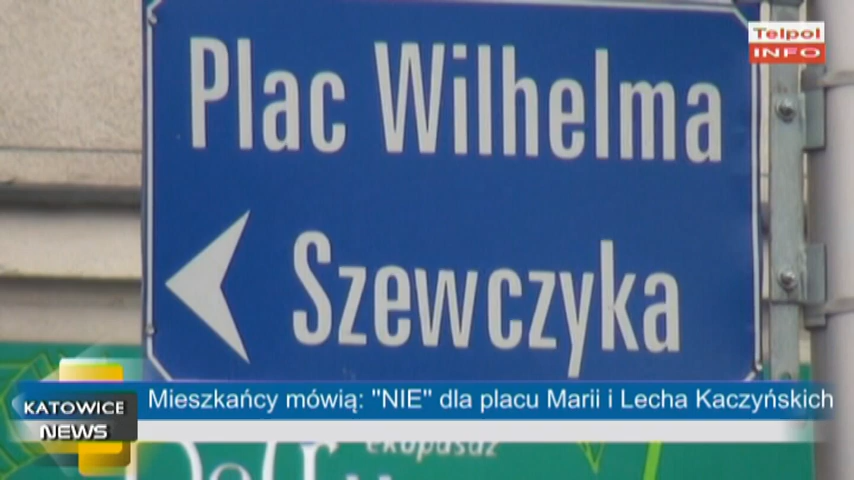 Telpol
INFO
Plac Wilhelma
Szewczyka
Mieszkańcy mówią: "NIE" dla placu Marii i Lecha Kaczyńskich
KATOWICE
NEWS
ekopasaż